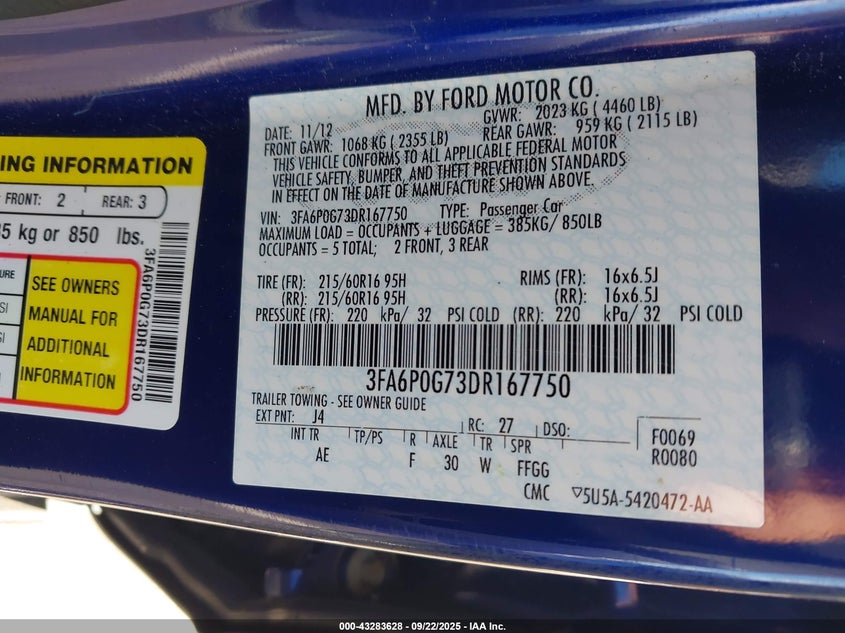 MFD. BY FORD MOTOR CO.
DATE: 11/12
GVWR: 2023 KG ( 4460 LB)
FRONT GAWR: 1068 KG ( 2355 LB)
REAR GAWR: 959 KG ( 2115 LB)
THIS VEHICLE CONFORMS TO ALL APPLICABLE FEDERAL MOTOR
VEHICLE SAFETY, BUMPER, AND THEFT PREVENTION STANDARDS
IN EFFECT ON THE DATE OF MANUFACTURE SHOWN ABOVE.
VIN: 3FA6P0G73DR167750 TYPE: Passenger Car
MAXIMUM LOAD = OCCUPANTS + LUGGAGE = 385KG/ 850LB
OCCUPANTS = 5 TOTAL; 2 FRONT, 3 REAR
TIRE (FR): 215/60R16 95H RIMS (FR): 16x6.5J
(RR): 215/60R16 95H (RR): 16x6.5J
PRESSURE (FR): 220 kPa/ 32 PSI COLD (RR): 220 kPa/ 32 PSI COLD
3FA6P0G73DR167750
TRAILER TOWING - SEE OWNER GUIDE
EXT PNT: J4 RC: 27 DSO:
INT TR TP/PS R AXLE TR SPR
AE F 30 W FFGG
F0069
R0080
CMC ▽5U5A-5420472-AA
NG INFORMATION
FRONT: 2 REAR: 3
5 kg or 850 lbs.
URE
SI
SI
SEE OWNERS
MANUAL FOR
ADDITIONAL
INFORMATION
3FA6P0G73DR167750
000-43283628 - 09/22/2025 - IAA Inc.